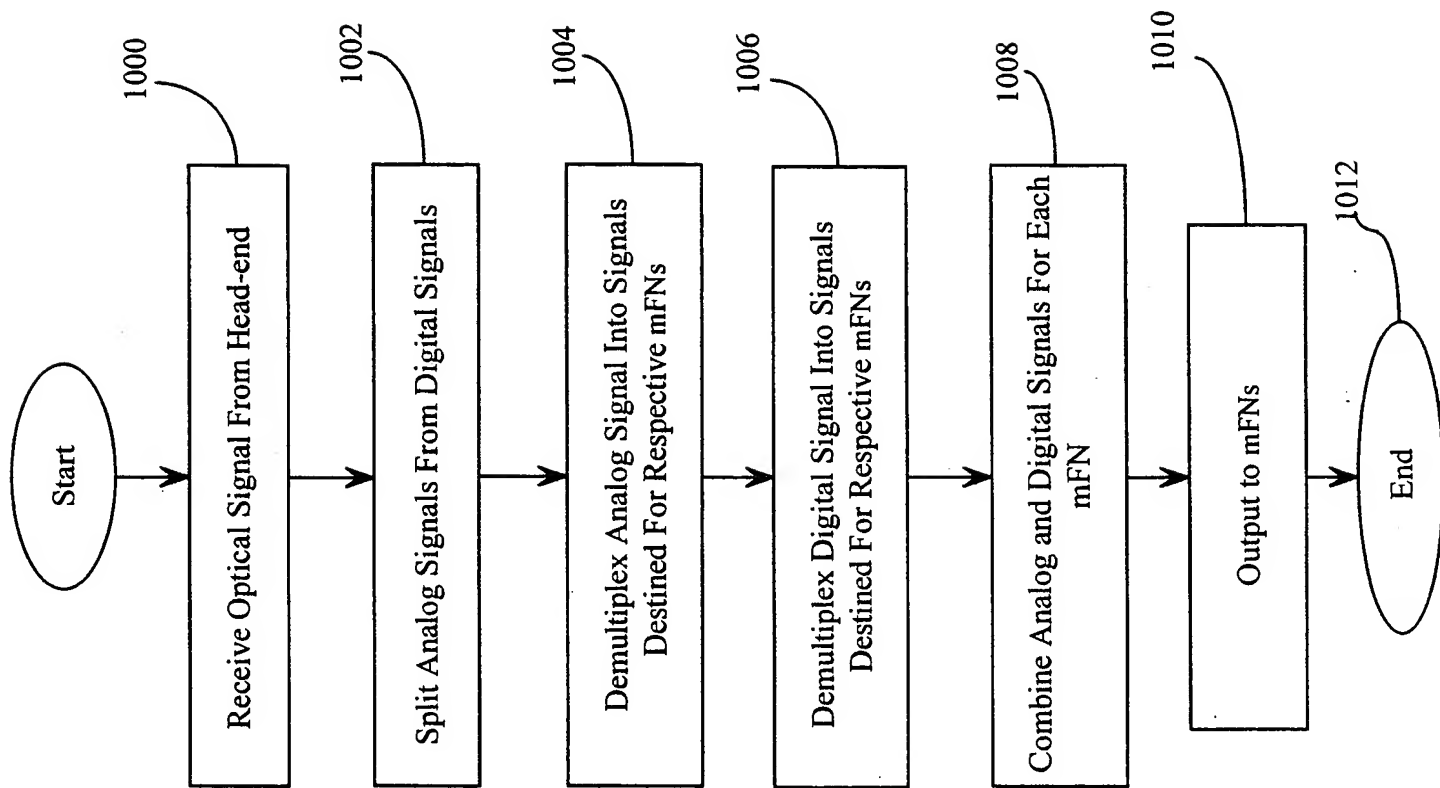 Start
Receive Optical Signal From Head-end
1000
Split Analog Signals From Digital Signals
1002
Demultiplex Analog Signal Into Signals
Destined For Respective mFNs
1004
Demultiplex Digital Signal Into Signals
Destined For Respective mFNs
1006
Combine Analog and Digital Signals For Each
mFN
1008
Output to mFNs
1010
End
1012